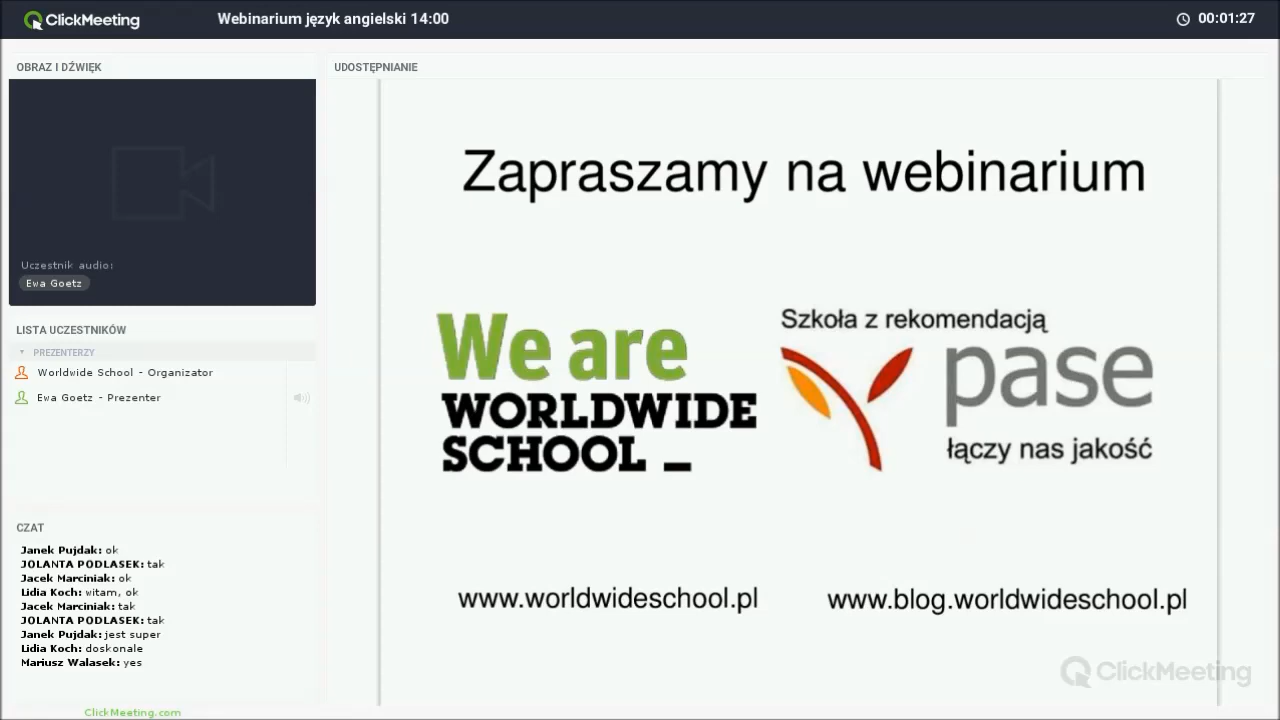 ClickMeeting
Webinarium język angielski 14:00
00:01:27
OBRAZ I DŹWIĘK
Uczestnik audio:
Ewa Goetz
LISTA UCZESTNIKÓW
PREZENTERZY
Worldwide School - Organizator
Ewa Goetz - Prezenter
CZAT
Janek Pujdak: ok
JOLANTA PODLASEK: tak
Jacek Marciniak: ok
Lidia Koch: witam, ok
Jacek Marciniak: tak
JOLANTA PODLASEK: tak
Janek Pujdak: jest super
Lidia Koch: doskonale
Mariusz Walasek: yes
ClickMeeting.com
UDOSTĘPNIANIE
Zapraszamy na webinarium
We are
WORLDWIDE
SCHOOL _
Szkoła z rekomendacją
pase
łączy nas jakość
www.worldwideschool.pl
www.blog.worldwideschool.pl
ClickMeeting